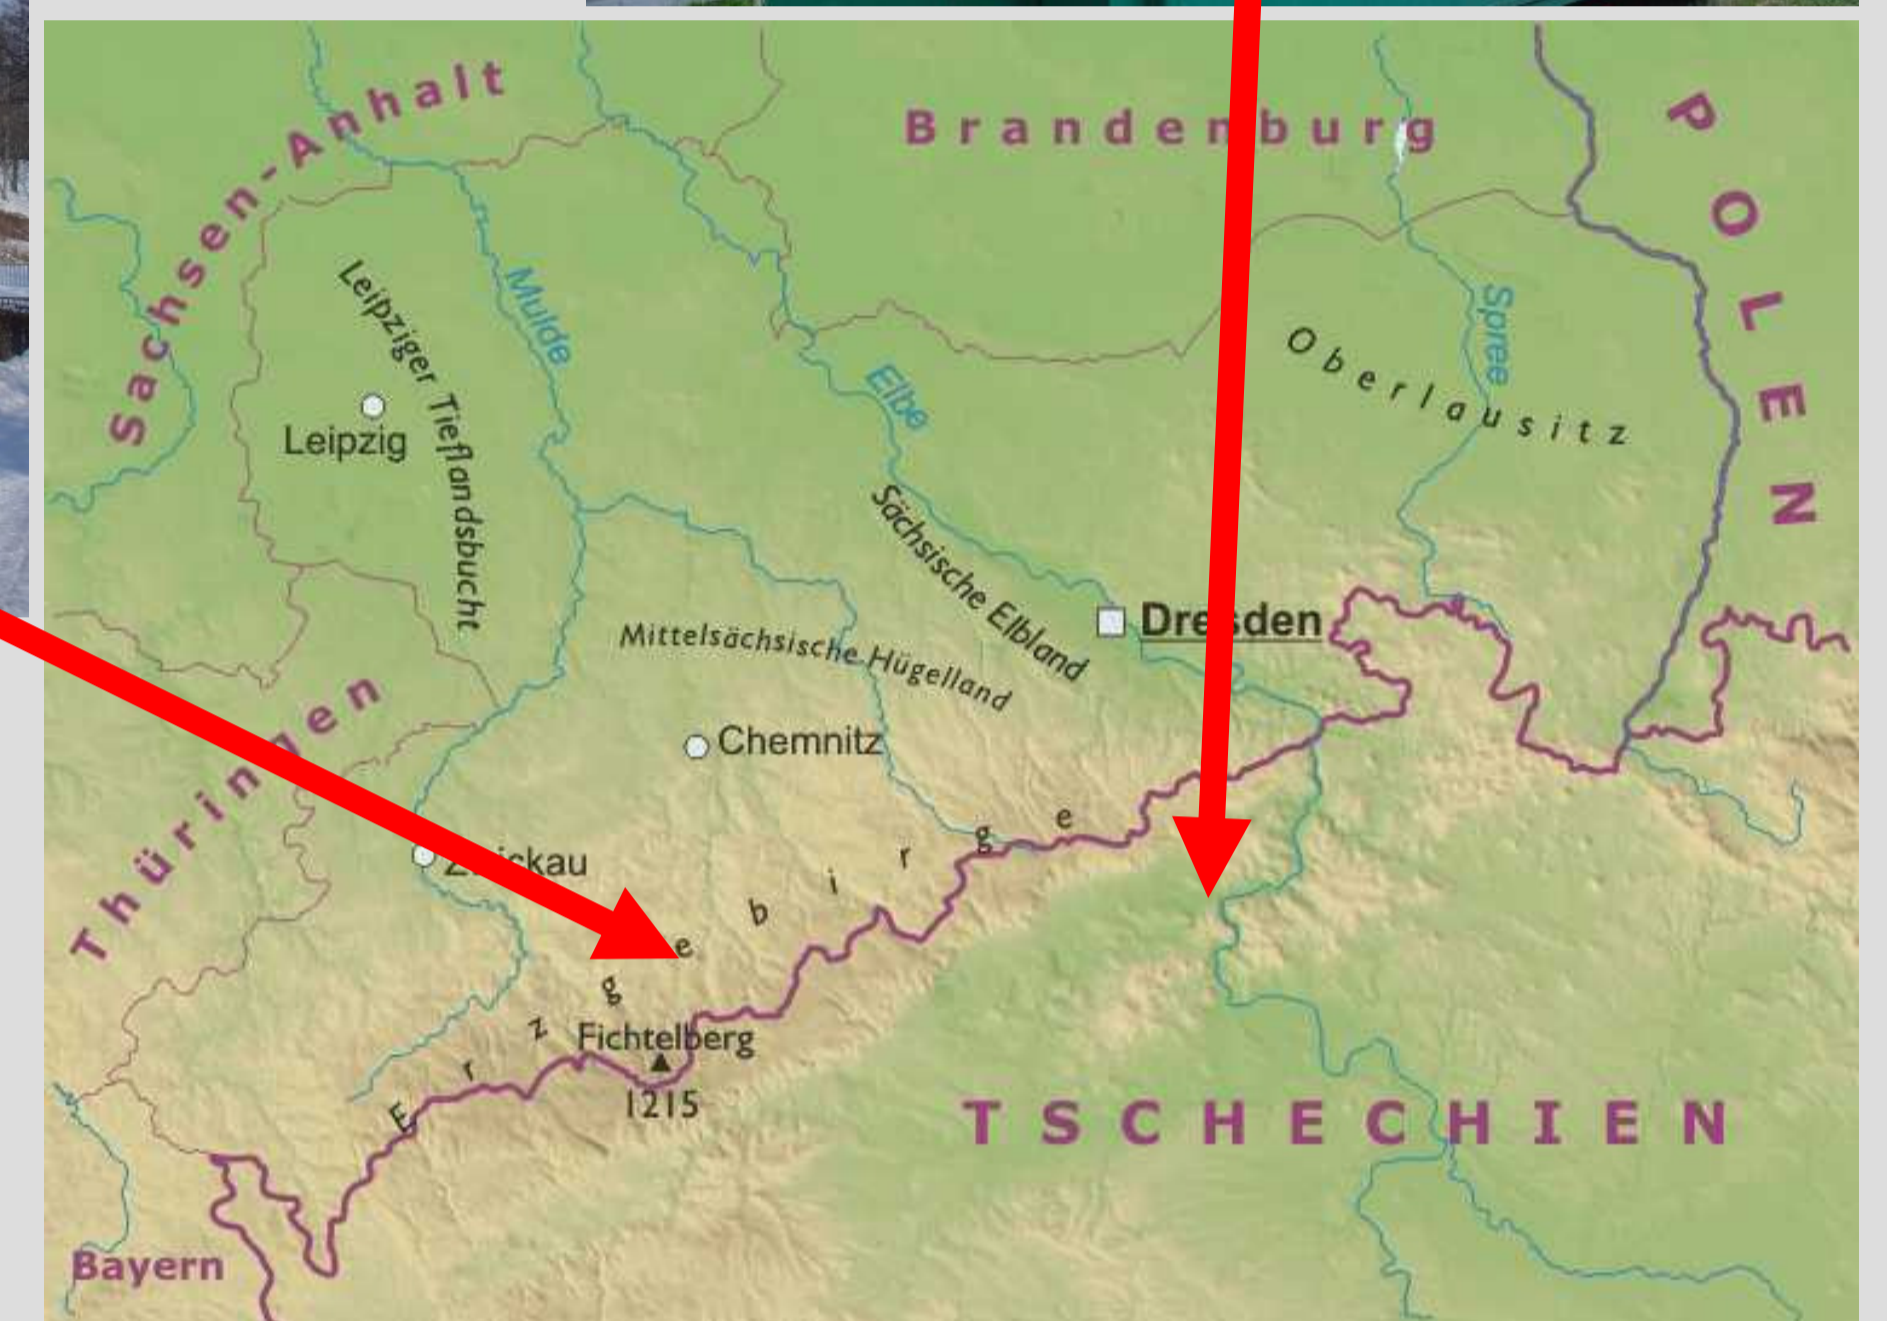 Sachsen-Anhalt
Brandenburg
POLEN
Leipziger Tieflandsbucht
Mulde
Elbe
Spree
Oberlausitz
Leipzig
Sächsische Elbland
Dresden
Mittelsächsische Hügelland
Thüringen
Chemnitz
Zwickau
Erzgebirge
Fichtelberg
1215
TSCHECHIEN
Bayern